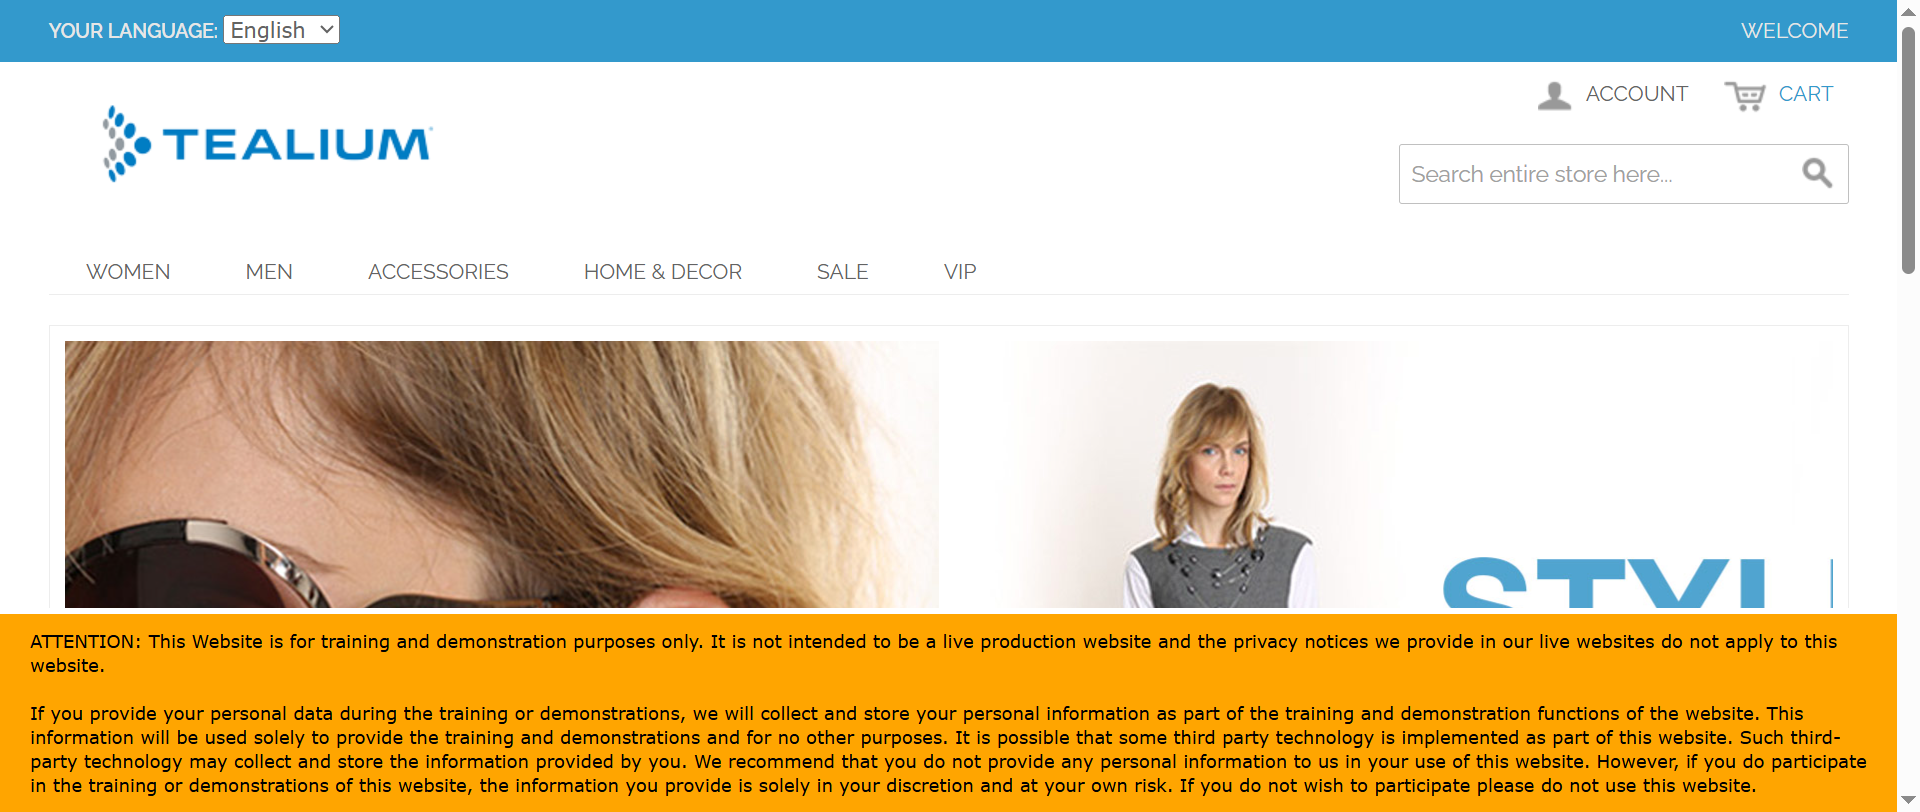 YOUR LANGUAGE: English
WELCOME
ACCOUNT
CART
TEALIUM
Search entire store here...
WOMEN
MEN
ACCESSORIES
HOME & DECOR
SALE
VIP
ATTENTION: This Website is for training and demonstration purposes only. It is not intended to be a live production website and the privacy notices we provide in our live websites do not apply to this
website.
If you provide your personal data during the training or demonstrations, we will collect and store your personal information as part of the training and demonstration functions of the website. This
information will be used solely to provide the training and demonstrations and for no other purposes. It is possible that some third party technology is implemented as part of this website. Such third-
party technology may collect and store the information provided by you. We recommend that you do not provide any personal information to us in your use of this website. However, if you do participate
in the training or demonstrations of this website, the information you provide is solely in your discretion and at your own risk. If you do not wish to participate please do not use this website.